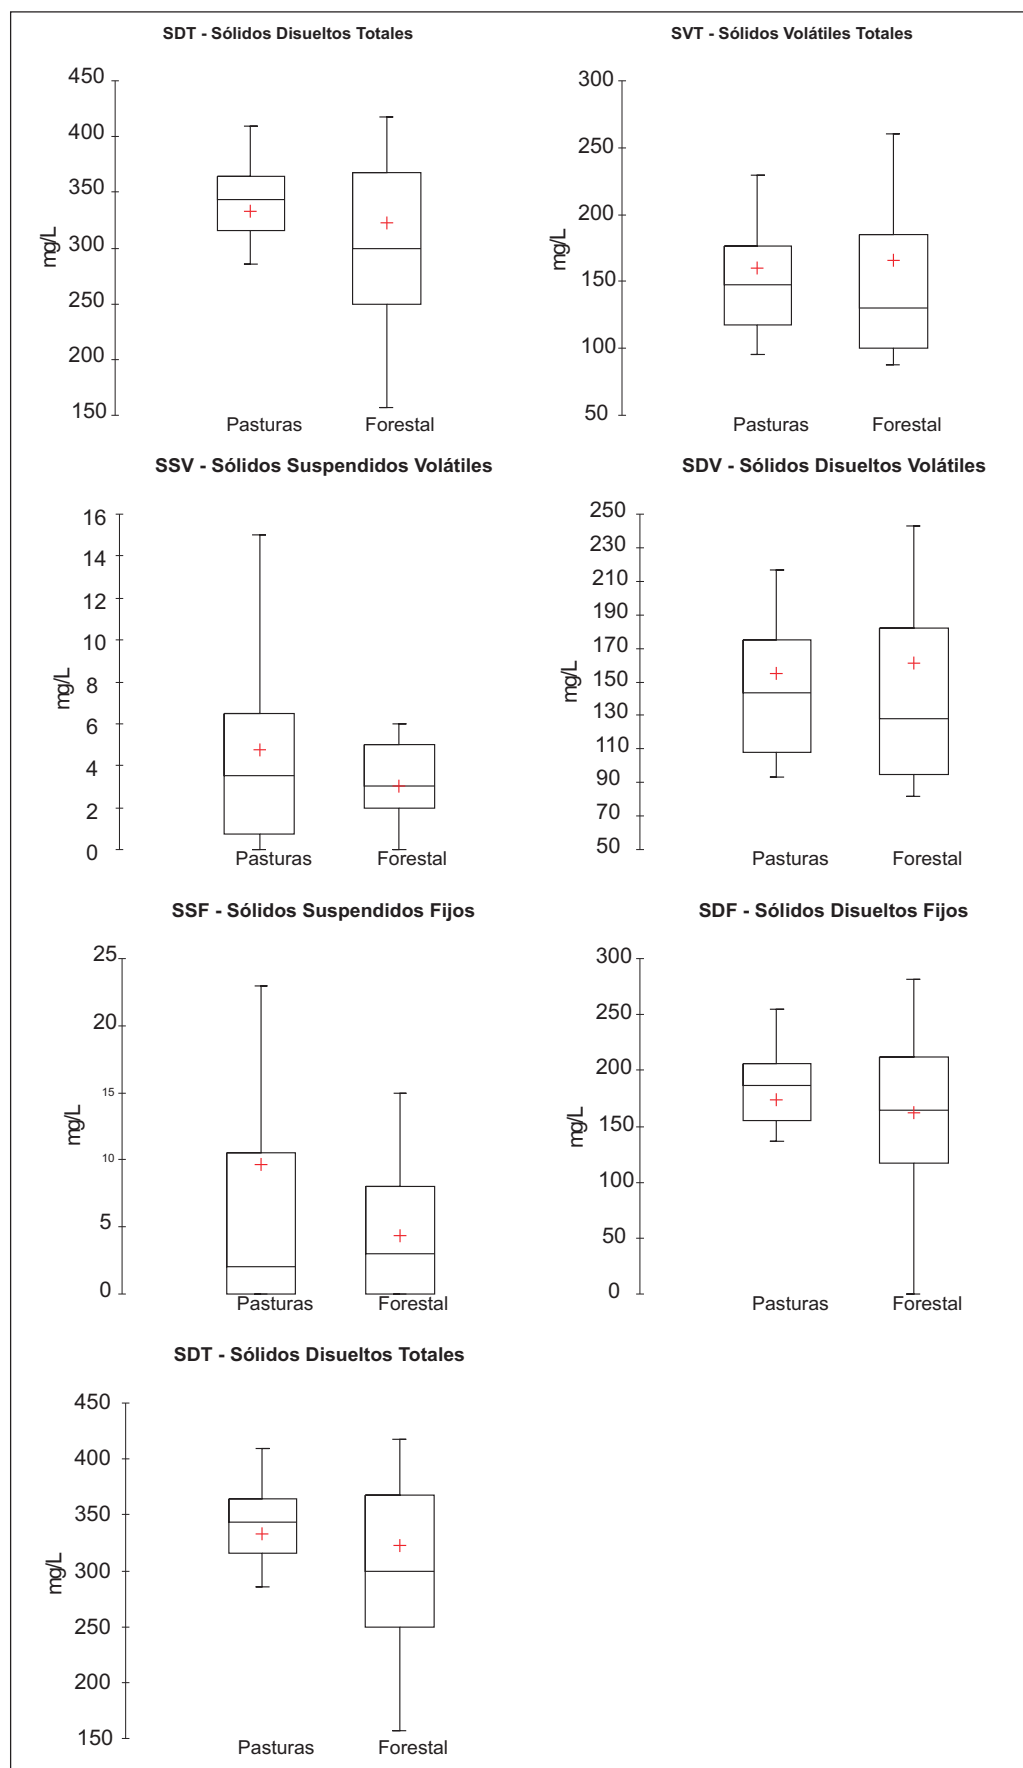 SDT - Sólidos Disueltos Totales
450
400
350
300
250
200
150
mg/L
Pasturas Forestal
SVT - Sólidos Volátiles Totales
300
250
200
150
100
50
mg/L
Pasturas Forestal
SSV - Sólidos Suspendidos Volátiles
16
14
12
10
8
6
4
2
0
mg/L
Pasturas Forestal
SDV - Sólidos Disueltos Volátiles
250
230
210
190
170
150
130
110
90
70
50
mg/L
Pasturas Forestal
SSF - Sólidos Suspendidos Fijos
25
20
15
10
5
0
mg/L
Pasturas Forestal
SDF - Sólidos Disueltos Fijos
300
250
200
150
100
50
0
mg/L
Pasturas Forestal
SDT - Sólidos Disueltos Totales
450
400
350
300
250
200
150
mg/L
Pasturas Forestal